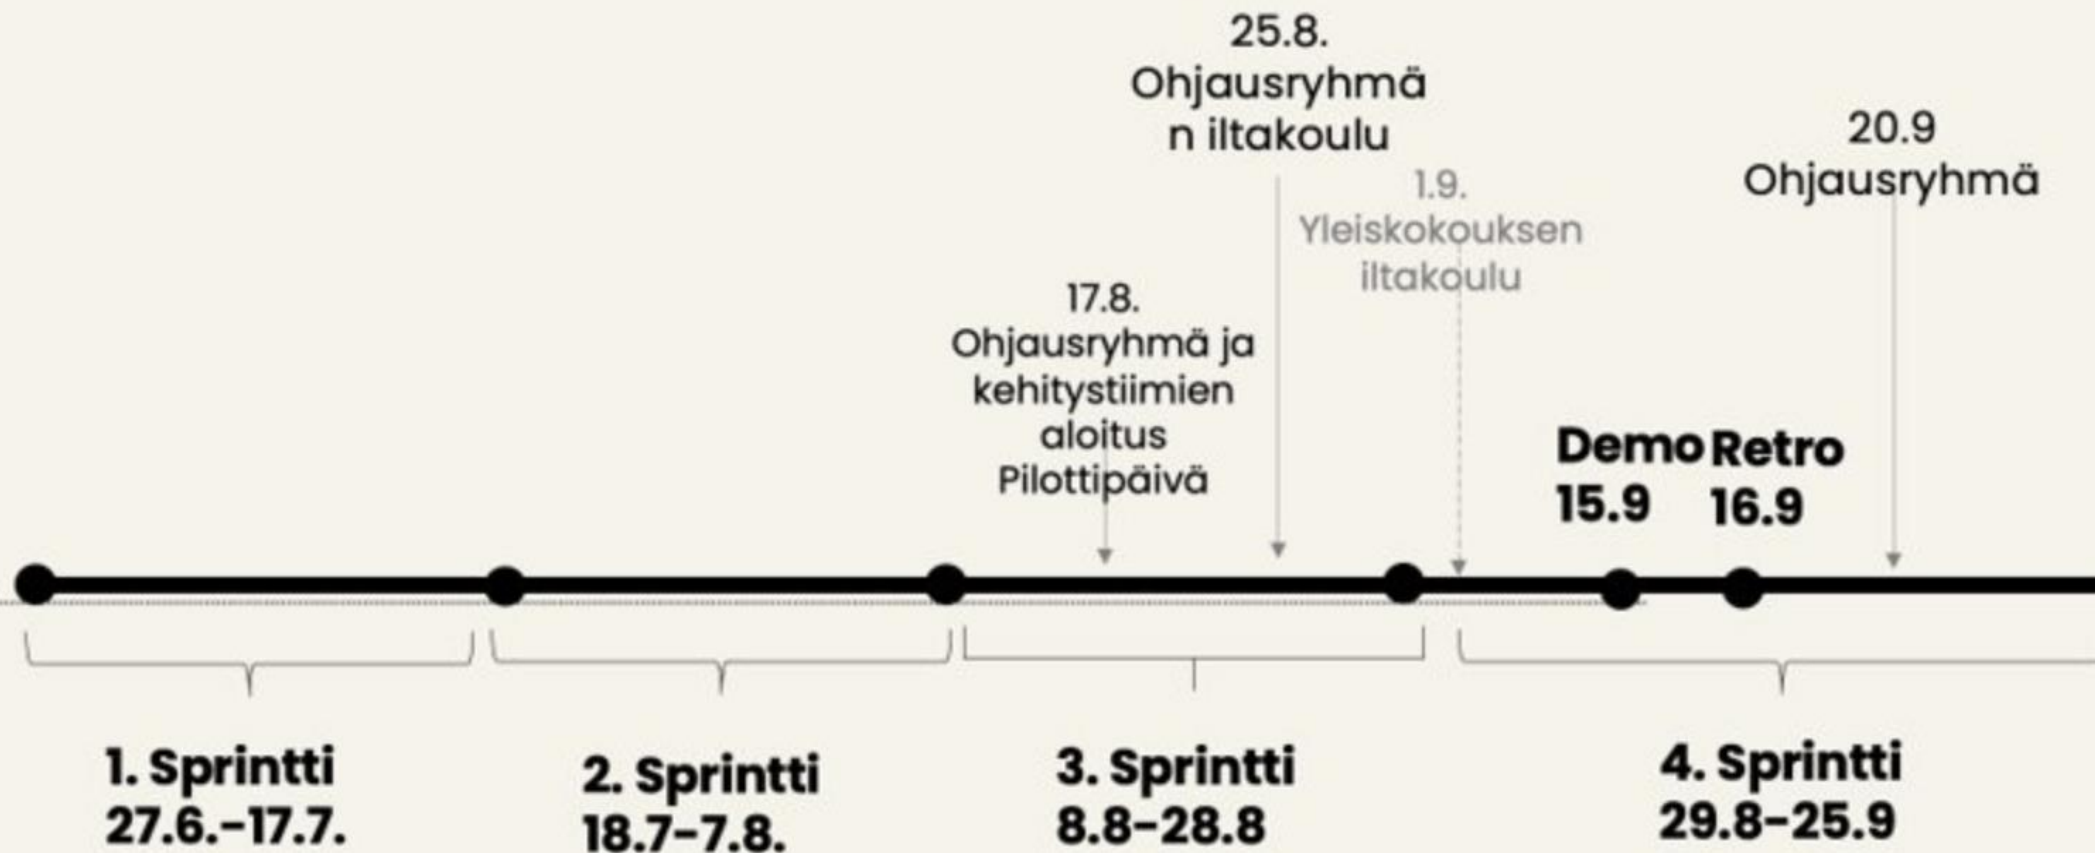 25.8.
Ohjausryhmä
n iltakoulu
1.9.
Yleiskokouksen
iltakoulu
20.9
Ohjausryhmä
17.8.
Ohjausryhmä ja
kehitystiimien
aloitus
Pilottipäivä
Demo
15.9
Retro
16.9
1. Sprintti
27.6.-17.7.
2. Sprintti
18.7-7.8.
3. Sprintti
8.8-28.8
4. Sprintti
29.8-25.9